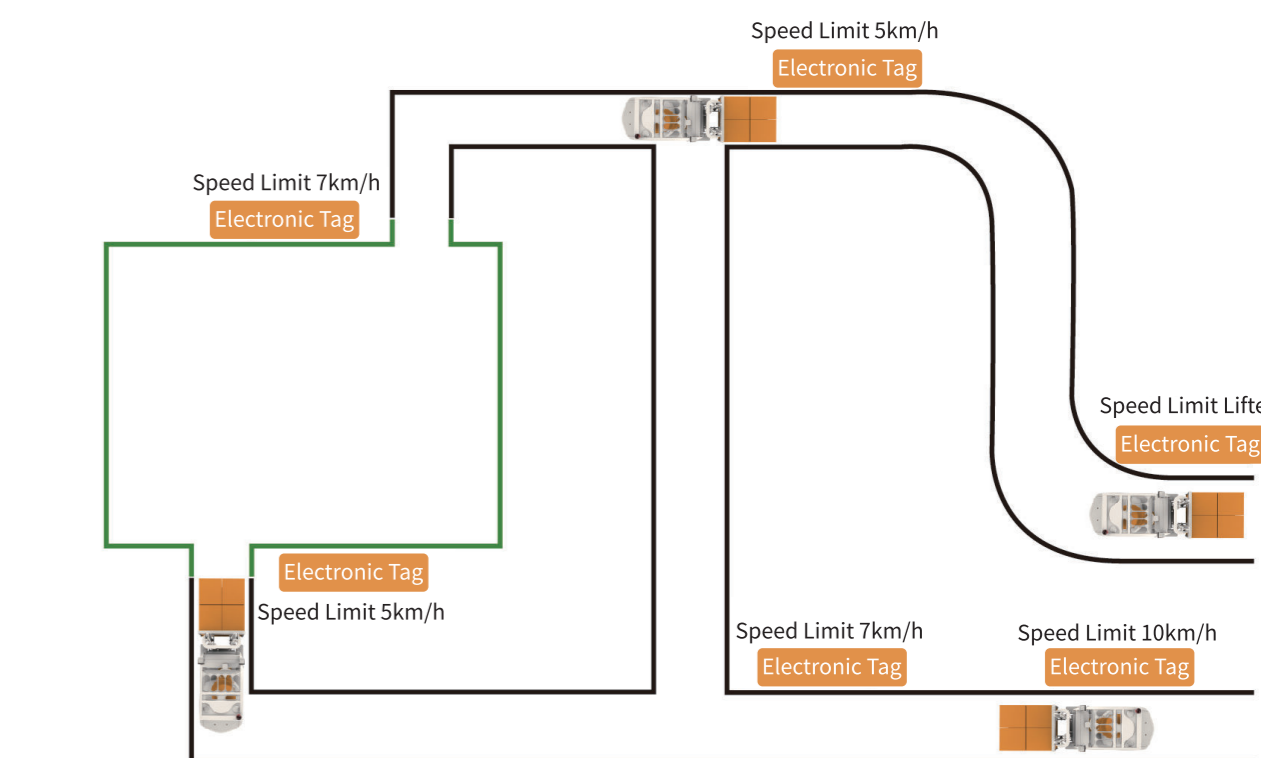 Speed Limit 5km/h
Electronic Tag
Speed Limit 7km/h
Electronic Tag
Speed Limit Lifte
Electronic Tag
Electronic Tag
Speed Limit 5km/h
Speed Limit 7km/h
Electronic Tag
Speed Limit 10km/h
Electronic Tag